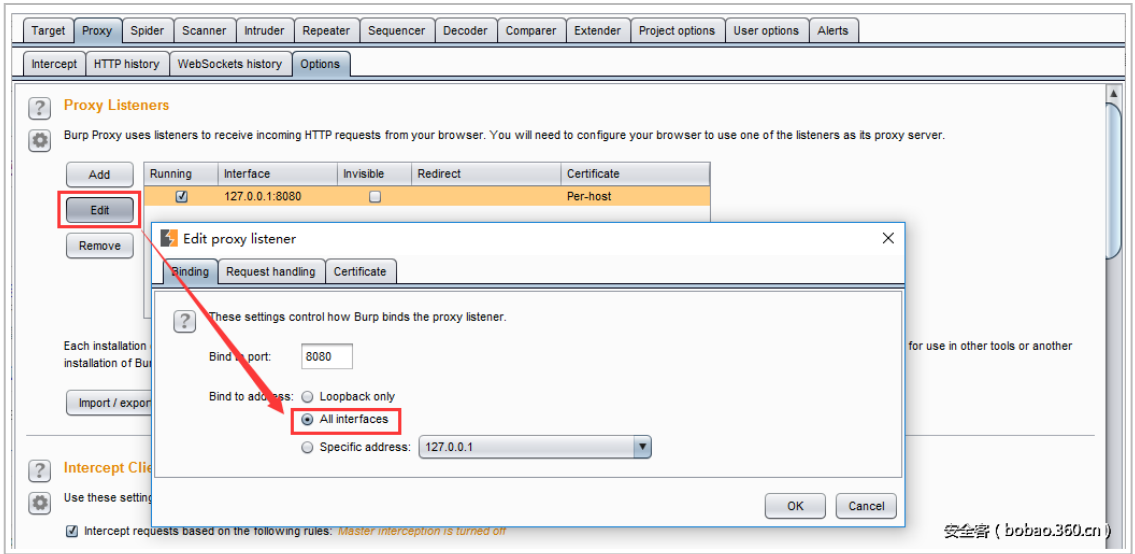 Target Proxy Spider Scanner Intruder Repeater Sequencer Decoder Comparer Extender Project options User options Alerts
Intercept HTTP history WebSockets history Options
Proxy Listeners
Burp Proxy uses listeners to receive incoming HTTP requests from your browser. You will need to configure your browser to use one of the listeners as its proxy server.
Add Running Interface Invisible Redirect Certificate
127.0.0.1:8080 Per-host
Edit
Remove
Edit proxy listener
Binding Request handling Certificate
These settings control how Burp binds the proxy listener.
Each installation for use in other tools or another
Bind to port: 8080
installation of Bu
Bind to address: Loopback only
Import / expor
All interfaces
Specific address: 127.0.0.1
Intercept Clie
Use these setting
OK Cancel
Intercept requests based on the following rules: Master interception is turned off
安全客 ( bobao.360.cn )